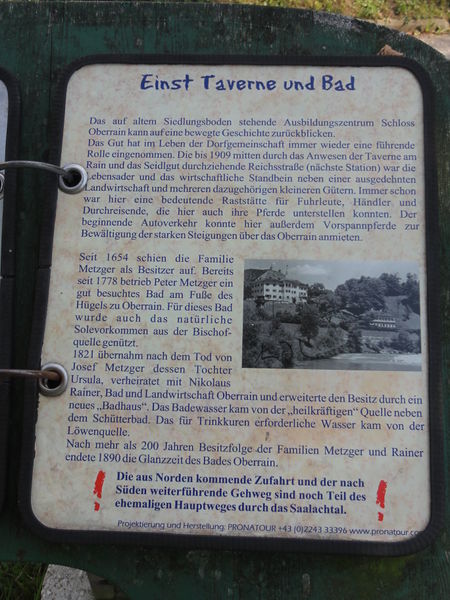 Einst Taverne und Bad
Das auf altem Siedlungsboden stehende Ausbildungszentrum Schloss
Oberrain kann auf eine bewegte Geschichte zurückblicken.
Das Gut hat im Leben der Dorfgemeinschaft immer wieder eine führende
Rolle eingenommen. Die bis 1909 mitten durch das Anwesen der Taverne am
Rain und das Seidlgut durchziehende Reichsstraße (nächste Station) war die
Lebensader und das wirtschaftliche Standbein neben einer ausgedehnten
Landwirtschaft und mehreren dazugehörigen kleineren Gütern. Immer schon
war hier eine bedeutende Raststätte für Fuhrleute, Händler und
Durchreisende, die hier auch ihre Pferde unterstellen konnten. Der
beginnende Autoverkehr konnte hier außerdem Vorspannpferde zur
Bewältigung der starken Steigungen über das Oberrain anmieten.
Seit 1654 schien die Familie
Metzger als Besitzer auf. Bereits
seit 1778 betrieb Peter Metzger ein
gut besuchtes Bad am Fuße des
Hügels zu Oberrain. Für dieses Bad
wurde auch das natürliche
Solevorkommen aus der Bischof-
quelle genützt.
1821 übernahm nach dem Tod von
Josef Metzger dessen Tochter
Ursula, verheiratet mit Nikolaus
Rainer, Bad und Landwirtschaft Oberrain und erweiterte den Besitz durch ein
neues „Badhaus“. Das Badewasser kam von der „heilkräftigen“ Quelle neben
dem Schütterbad. Das für Trinkkuren erforderliche Wasser kam von der
Löwenquelle.
Nach mehr als 200 Jahren Besitzfolge der Familien Metzger und Rainer
endete 1890 die Glanzzeit des Bades Oberrain.
! Die aus Norden kommende Zufahrt und der nach
Süden weiterführende Gehweg sind noch Teil des
ehemaligen Hauptweges durch das Saalachtal. !
Projektierung und Herstellung: PRONATOUR +43 (0)2243 33396 www.pronatour.co